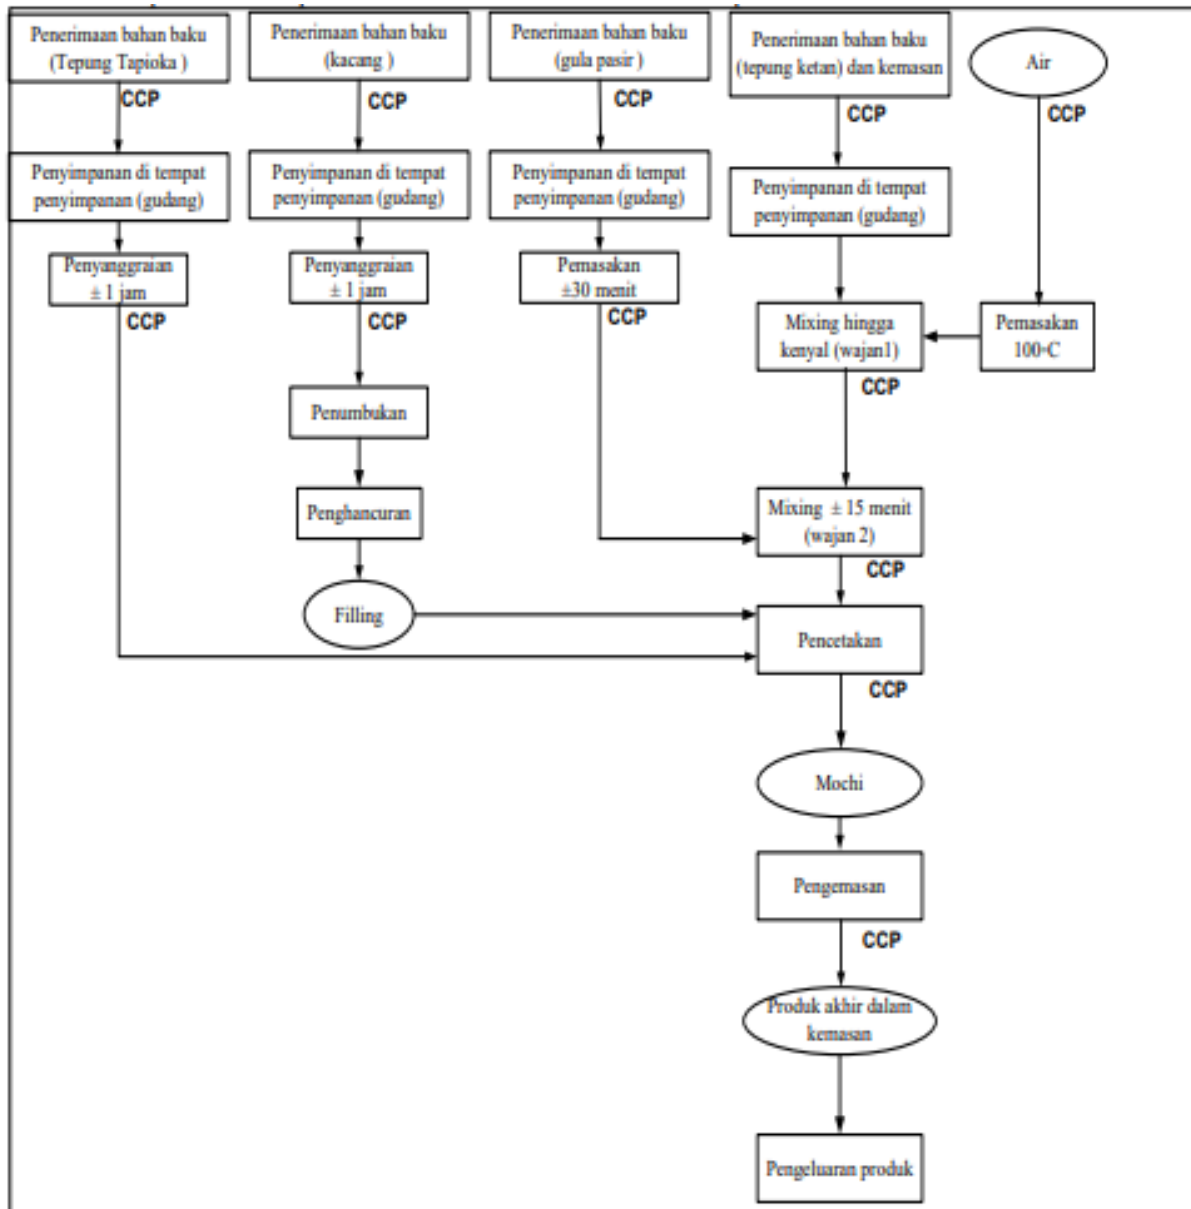 Penerimaan bahan baku
(Tepung Tapioka )
Penerimaan bahan baku
(kacang )
Penerimaan bahan baku
(gula pasir )
Penerimaan bahan baku
(tepung ketan) dan kemasan
Air
CCP
CCP
CCP
CCP
CCP
Penyimpanan di tempat
penyimpanan (gudang)
Penyimpanan di tempat
penyimpanan (gudang)
Penyimpanan di tempat
penyimpanan (gudang)
Penyimpanan di tempat
penyimpanan (gudang)
Penyanggraian
± 1 jam
Penyanggraian
± 1 jam
Pemasakan
±30 menit
Mixing hingga
kenyal (wajan1)
Pemasakan
100◦C
CCP
CCP
CCP
CCP
Penumbukan
Penghancuran
Mixing ± 15 menit
(wajan 2)
CCP
Filling
Pencetakan
CCP
Mochi
Pengemasan
CCP
Produk akhir dalam
kemasan
Pengeluaran produk